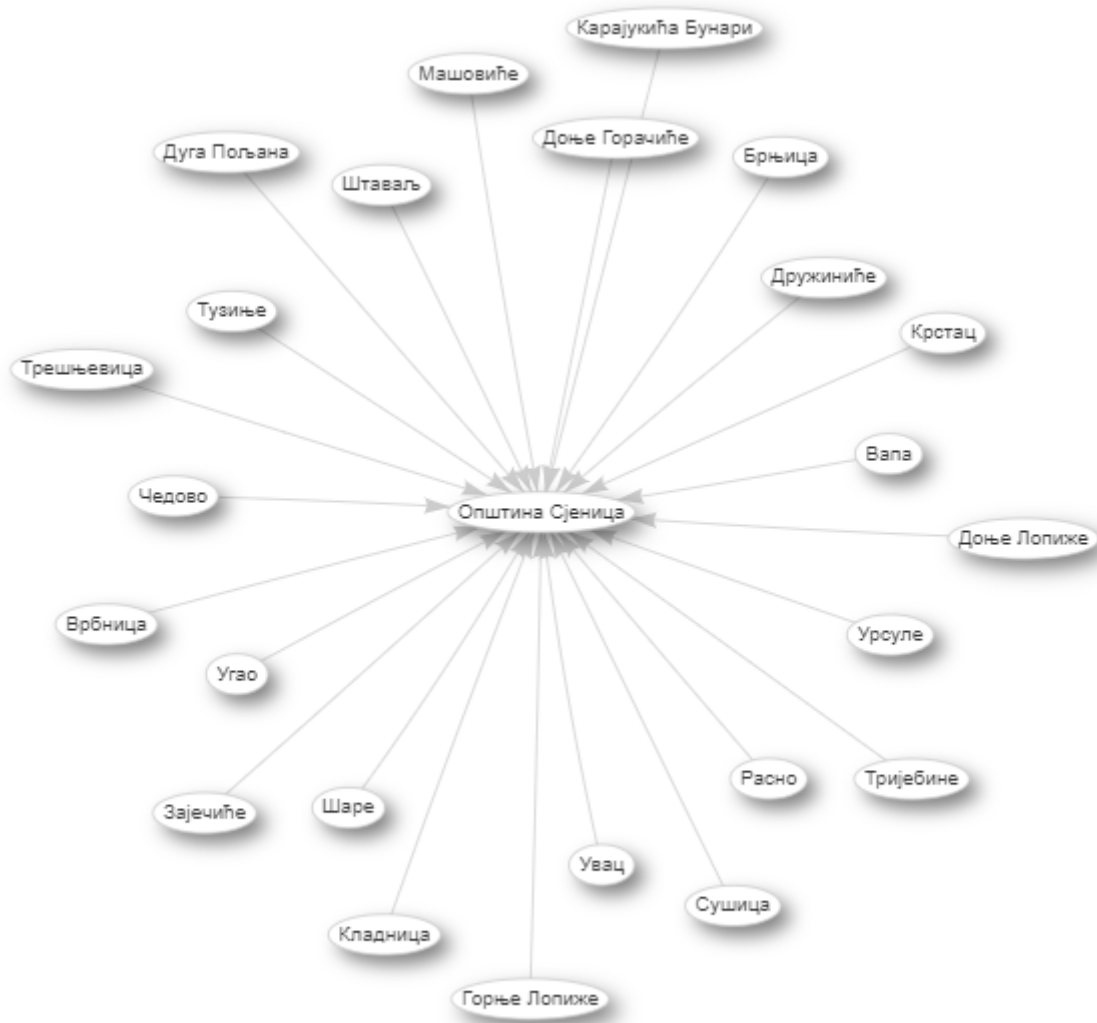 Карајукића Бунари
Машовиће
Доње Горачиће
Дуга Пољана
Брњица
Штаваљ
Дружиниће
Тузиње
Крстац
Трешњевица
Вапа
Чедово
Општина Сјеница
Доње Лопиже
Врбница
Урсуле
Угао
Расно
Тријебине
Зајечиће
Шаре
Увац
Сушица
Кладница
Горње Лопиже